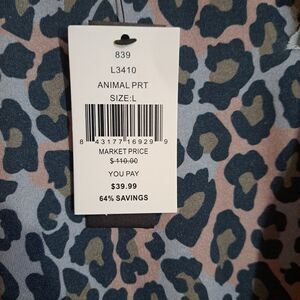 839
L3410
ANIMAL PRT
SIZE:L
8 43177 16929 9
MARKET PRICE
$ 110.00
YOU PAY
$39.99
64% SAVINGS